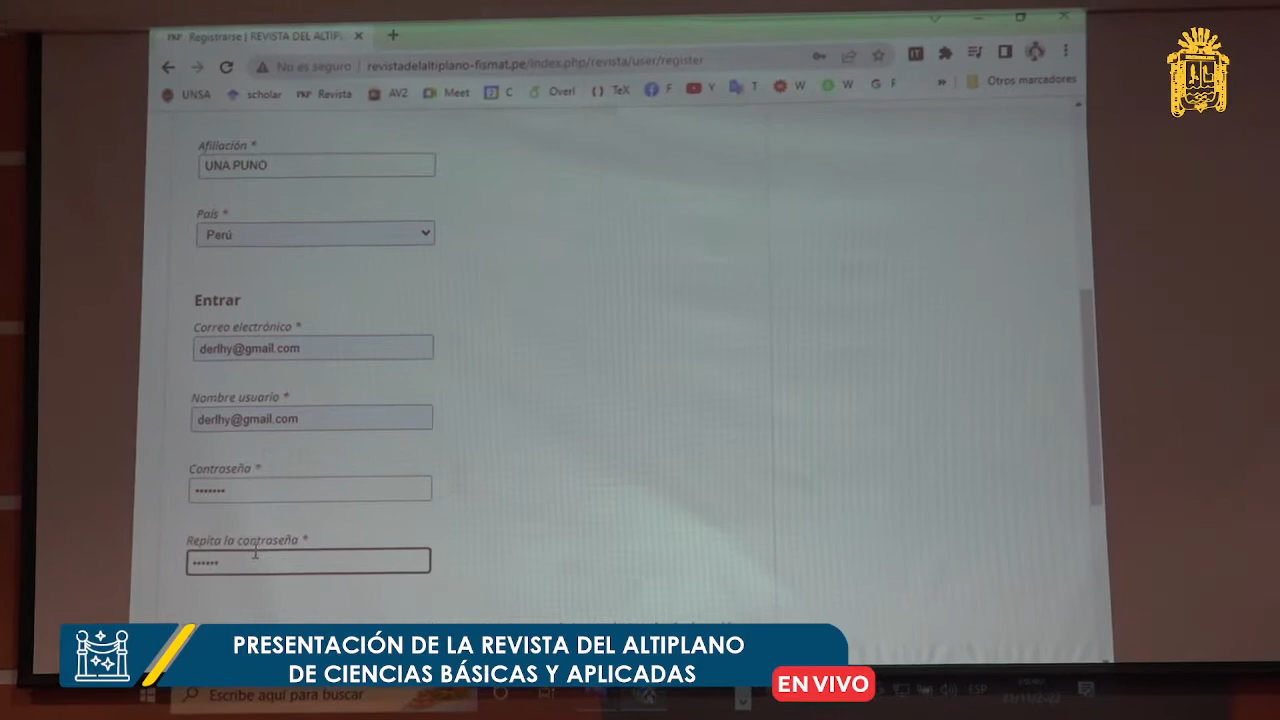 PKP Registrarse | REVISTA DEL ALTIPL
No es seguro | revistadelaltiplano-fismat.pe/index.php/revista/user/register
UNSA scholar PKP Revista AV2 Meet C Overl {} TeX F Y T W W G F » Otros marcadores
Afiliación *
UNA PUNO
País *
Perú
Entrar
Correo electrónico *
derlhy@gmail.com
Nombre usuario *
derlhy@gmail.com
Contraseña *
•••••••
Repita la contraseña *
••••••
PRESENTACIÓN DE LA REVISTA DEL ALTIPLANO
DE CIENCIAS BÁSICAS Y APLICADAS
EN VIVO
Escribe aquí para buscar
ESP